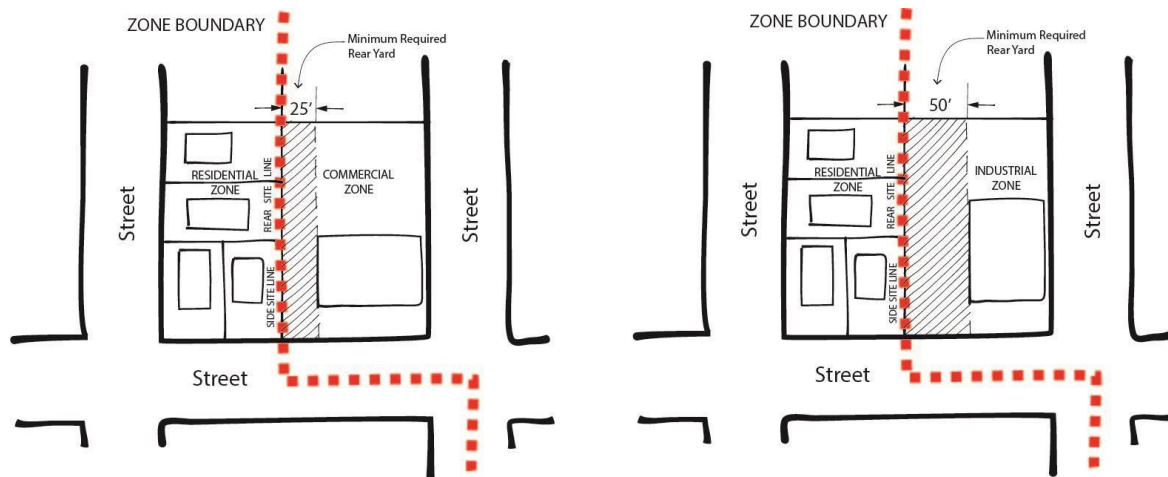 ZONE BOUNDARY
Minimum Required
Rear Yard
25'
RESIDENTIAL
ZONE
REAR SITE LINE
COMMERCIAL
ZONE
SIDE SITE LINE
Street
Street
Street
ZONE BOUNDARY
Minimum Required
Rear Yard
50'
RESIDENTIAL
ZONE
REAR SITE LINE
INDUSTRIAL
ZONE
SIDE SITE LINE
Street
Street
Street